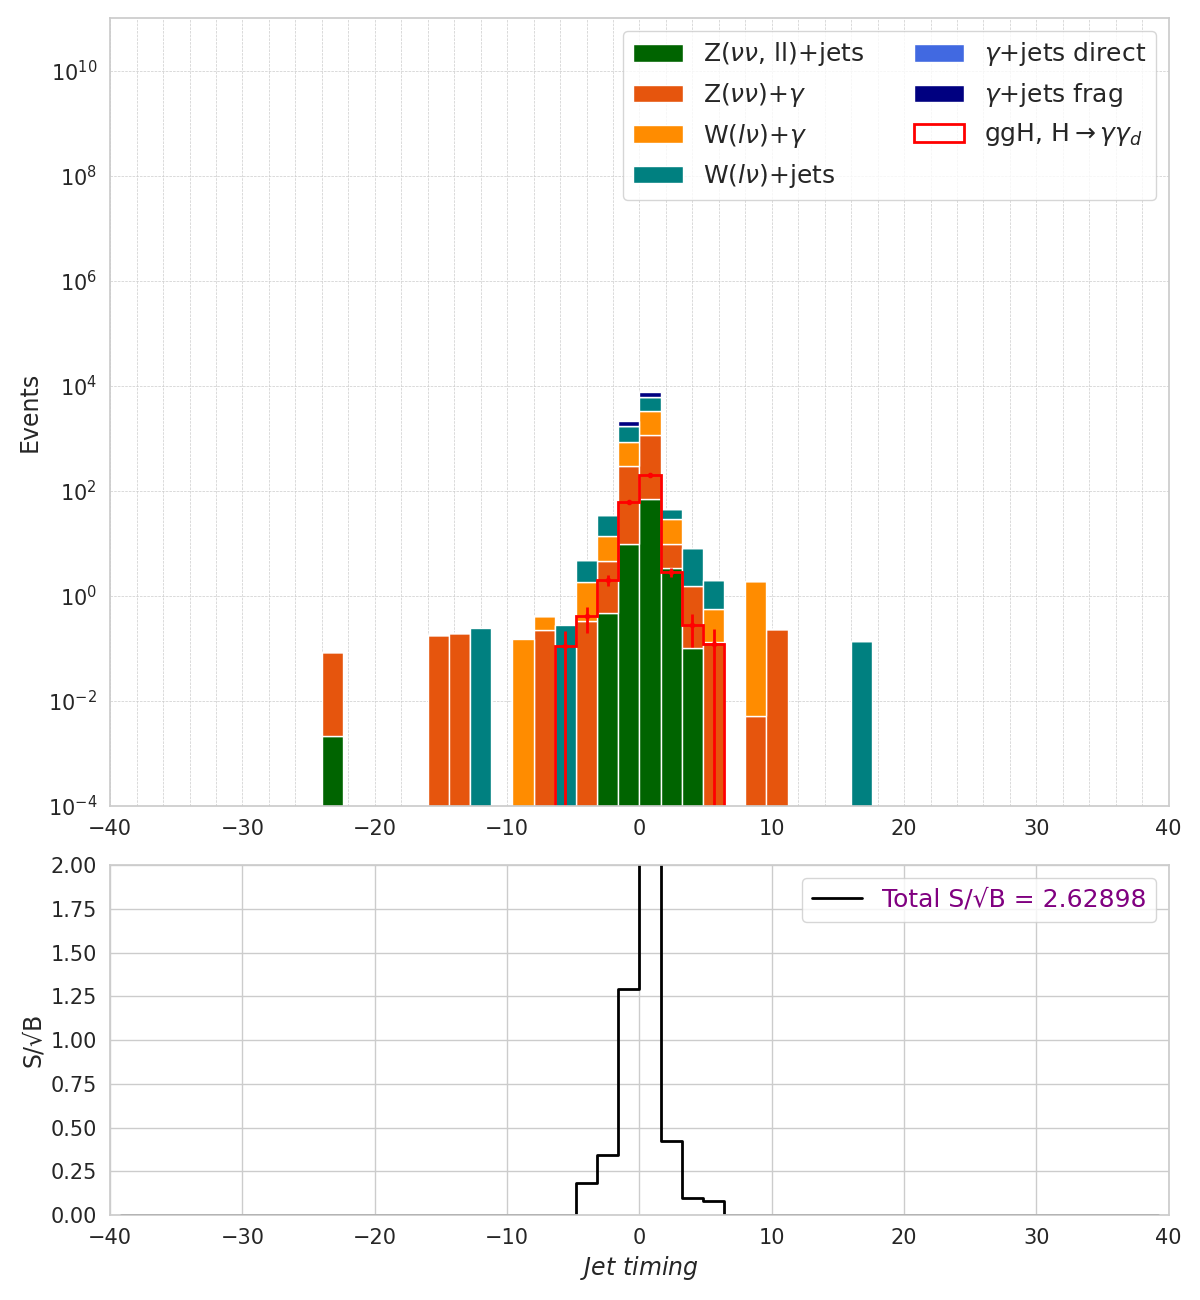 Z(νν, ll)+jets
Z(νν)+γ
W(lν)+γ
W(lν)+jets
γ+jets direct
γ+jets frag
ggH, H→γγ_d
Events
10^10
10^8
10^6
10^4
10^2
10^0
10^−2
10^−4
−40 −30 −20 −10 0 10 20 30 40
Total S/√B = 2.62898
S/√B
2.00
1.75
1.50
1.25
1.00
0.75
0.50
0.25
0.00
−40 −30 −20 −10 0 10 20 30 40
Jet timing